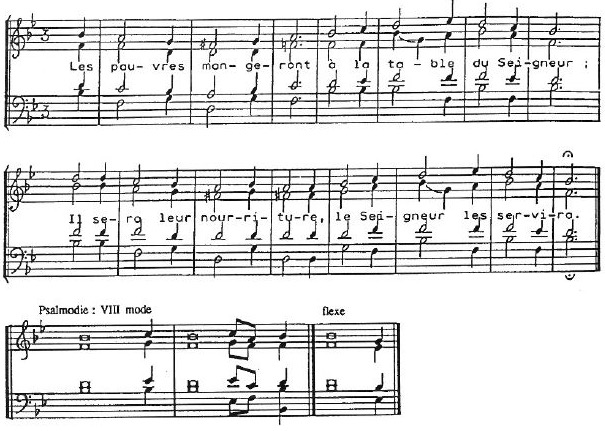 Les pau-vres man-ge-ront à la ta-ble du Sei-gneur ;
Il se-ra leur nour-ri-tu-re, le Sei-gneur les ser-vi-ra.
Psalmodie : VIII mode flexe